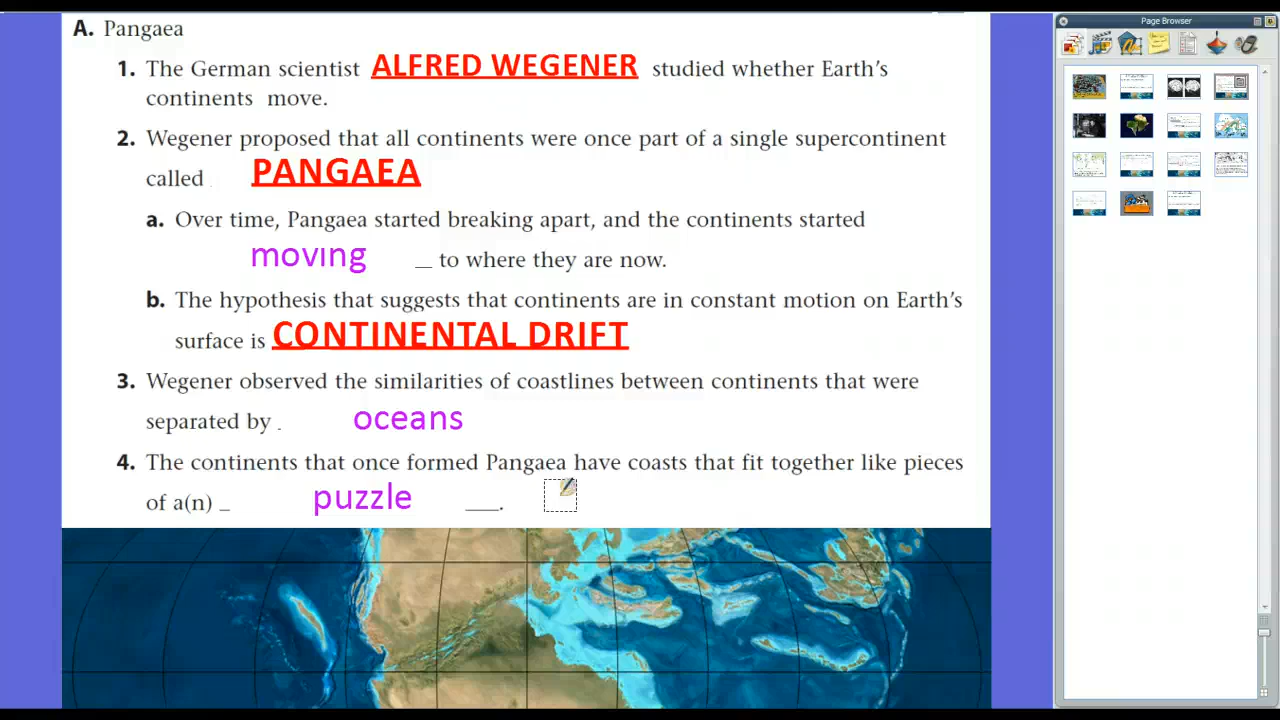 Page Browser
A. Pangaea
1. The German scientist ALFRED WEGENER studied whether Earth's
continents move.
2. Wegener proposed that all continents were once part of a single supercontinent
called PANGAEA
a. Over time, Pangaea started breaking apart, and the continents started
moving __ to where they are now.
b. The hypothesis that suggests that continents are in constant motion on Earth's
surface is CONTINENTAL DRIFT
3. Wegener observed the similarities of coastlines between continents that were
separated by . oceans
4. The continents that once formed Pangaea have coasts that fit together like pieces
of a(n) _ puzzle ___.